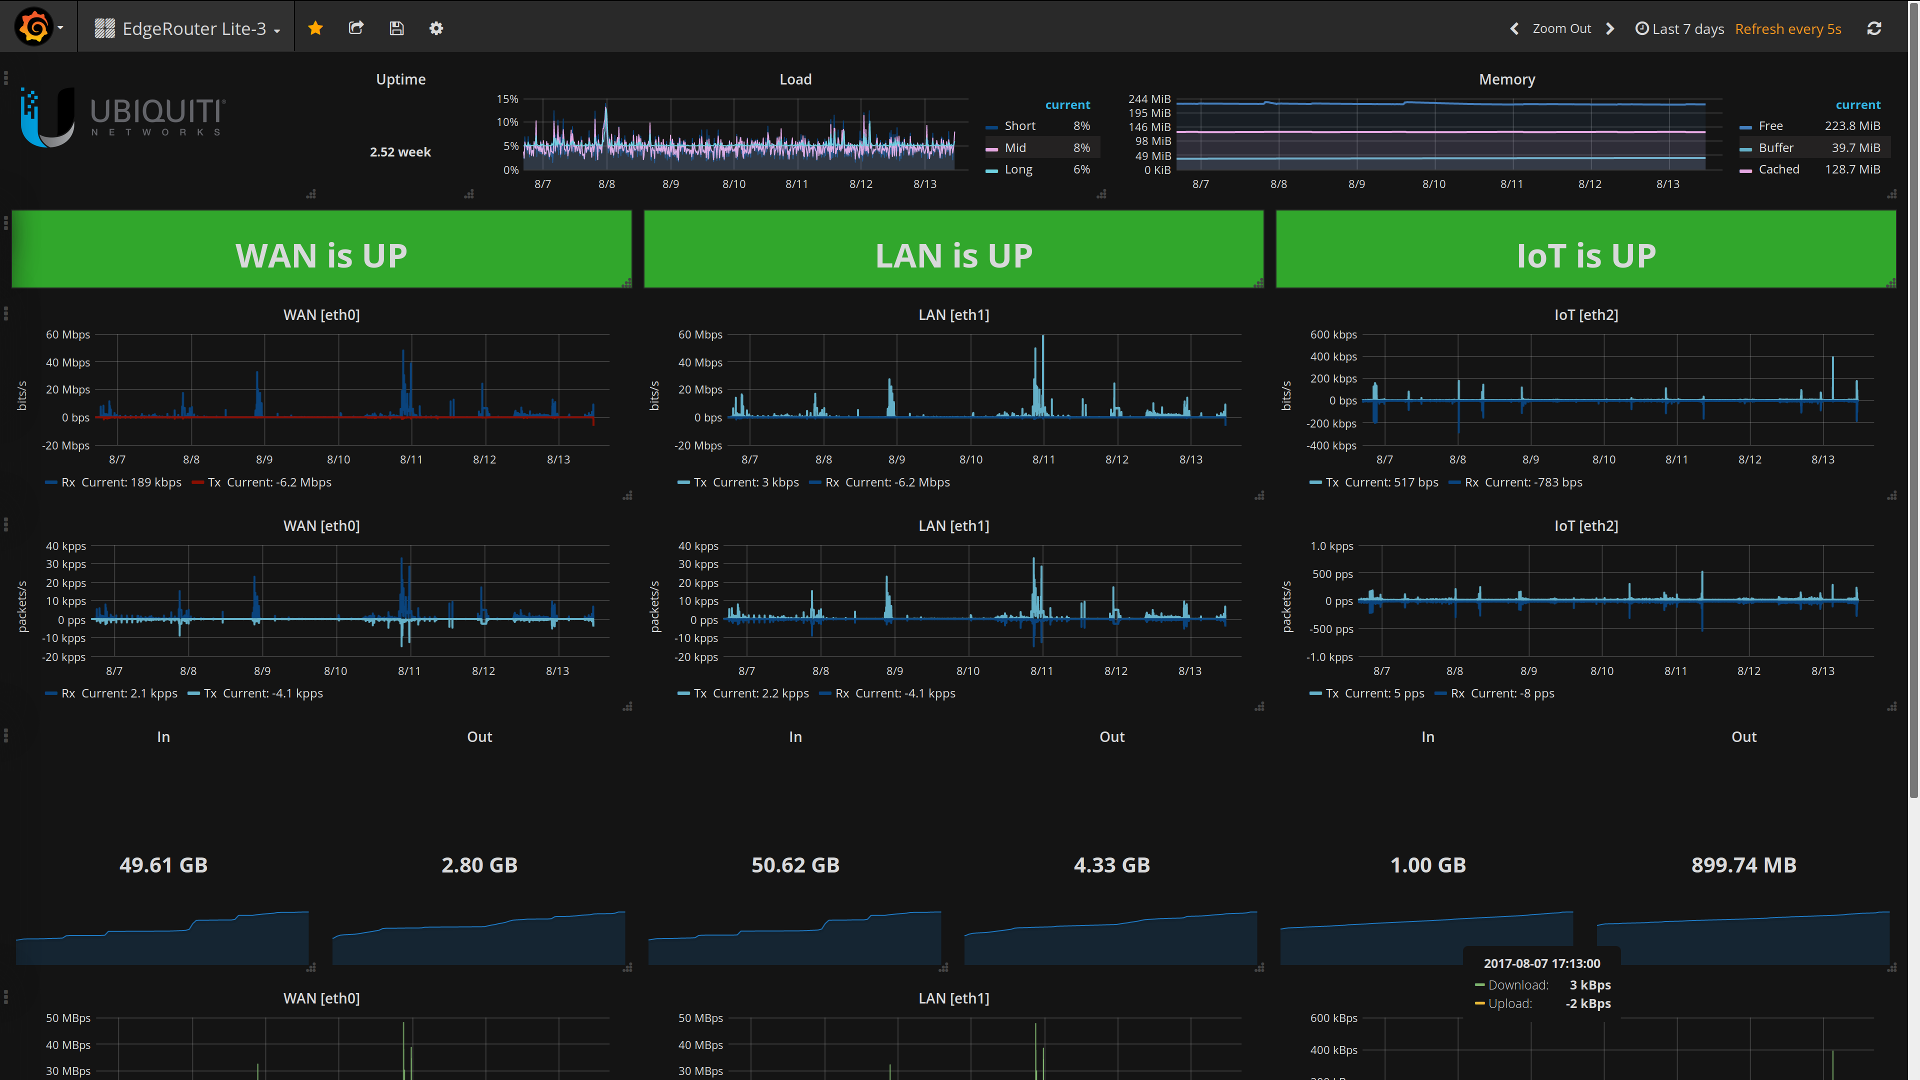 EdgeRouter Lite-3
Zoom Out
Last 7 days
Refresh every 5s
UBIQUITI
NETWORKS
Uptime
2.52 week
Load
15%
10%
5%
0%
8/7 8/8 8/9 8/10 8/11 8/12 8/13
current
Short 8%
Mid 8%
Long 6%
Memory
244 MiB
195 MiB
146 MiB
98 MiB
49 MiB
0 KiB
8/7 8/8 8/9 8/10 8/11 8/12 8/13
current
Free 223.8 MiB
Buffer 39.7 MiB
Cached 128.7 MiB
WAN is UP
LAN is UP
IoT is UP
WAN [eth0]
bits/s
60 Mbps
40 Mbps
20 Mbps
0 bps
-20 Mbps
8/7 8/8 8/9 8/10 8/11 8/12 8/13
Rx Current: 189 kbps Tx Current: -6.2 Mbps
LAN [eth1]
bits/s
60 Mbps
40 Mbps
20 Mbps
0 bps
-20 Mbps
8/7 8/8 8/9 8/10 8/11 8/12 8/13
Tx Current: 3 kbps Rx Current: -6.2 Mbps
IoT [eth2]
bits/s
600 kbps
400 kbps
200 kbps
0 bps
-200 kbps
-400 kbps
8/7 8/8 8/9 8/10 8/11 8/12 8/13
Tx Current: 517 bps Rx Current: -783 bps
WAN [eth0]
packets/s
40 kpps
30 kpps
20 kpps
10 kpps
0 pps
-10 kpps
-20 kpps
8/7 8/8 8/9 8/10 8/11 8/12 8/13
Rx Current: 2.1 kpps Tx Current: -4.1 kpps
LAN [eth1]
packets/s
40 kpps
30 kpps
20 kpps
10 kpps
0 pps
-10 kpps
-20 kpps
8/7 8/8 8/9 8/10 8/11 8/12 8/13
Tx Current: 2.2 kpps Rx Current: -4.1 kpps
IoT [eth2]
packets/s
1.0 kpps
500 pps
0 pps
-500 pps
-1.0 kpps
8/7 8/8 8/9 8/10 8/11 8/12 8/13
Tx Current: 5 pps Rx Current: -8 pps
In
49.61 GB
Out
2.80 GB
In
50.62 GB
Out
4.33 GB
In
1.00 GB
Out
899.74 MB
WAN [eth0]
50 MBps
40 MBps
30 MBps
LAN [eth1]
50 MBps
40 MBps
30 MBps
2017-08-07 17:13:00
Download: 3 kBps
Upload: -2 kBps
600 kBps
400 kBps